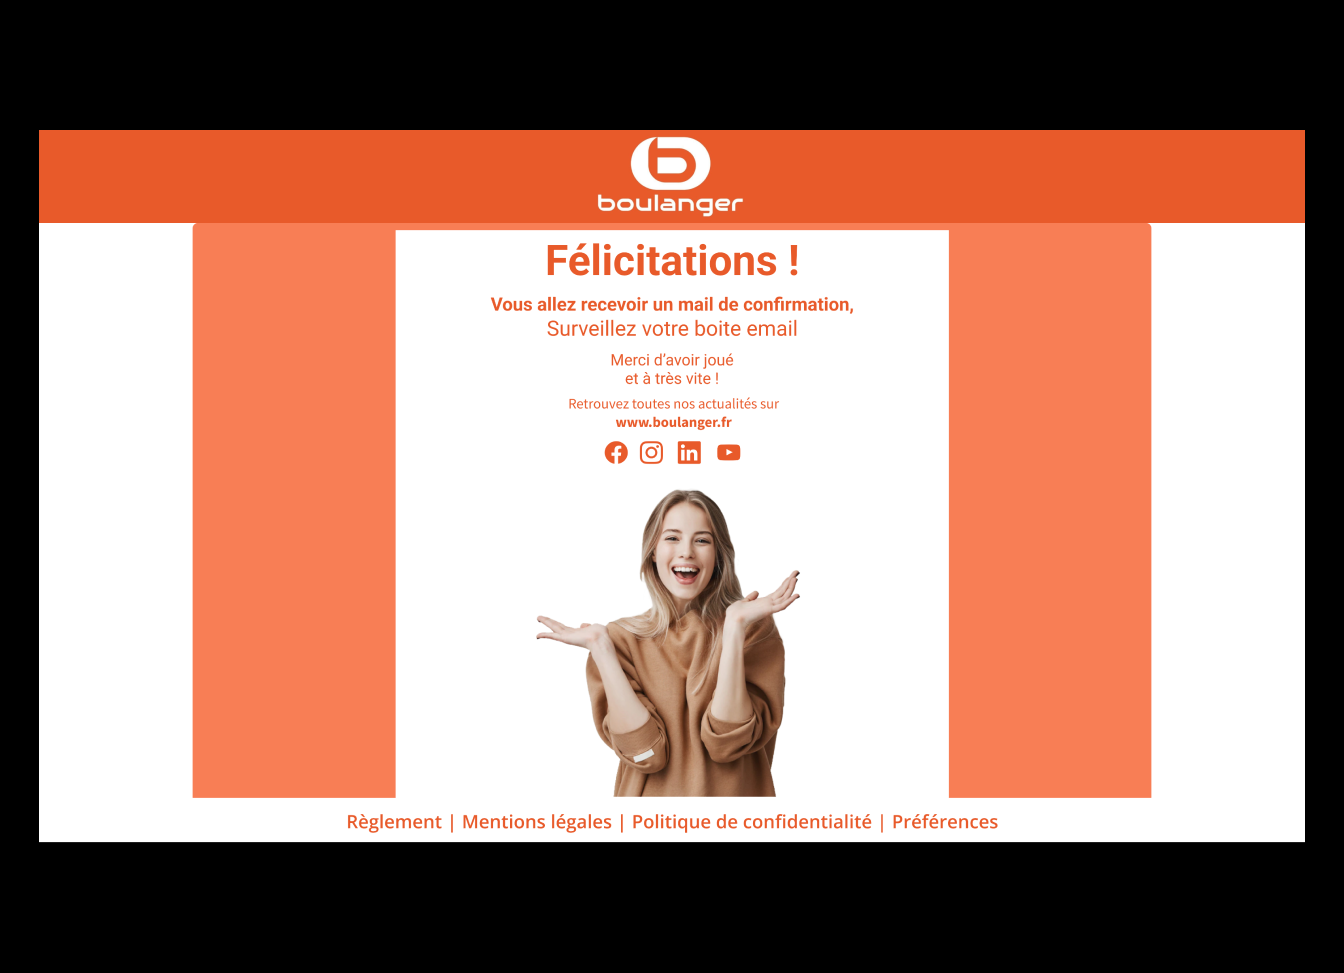 boulanger
Félicitations !
Vous allez recevoir un mail de confirmation,
Surveillez votre boite email
Merci d’avoir joué
et à très vite !
Retrouvez toutes nos actualités sur
www.boulanger.fr
Règlement | Mentions légales | Politique de confidentialité | Préférences